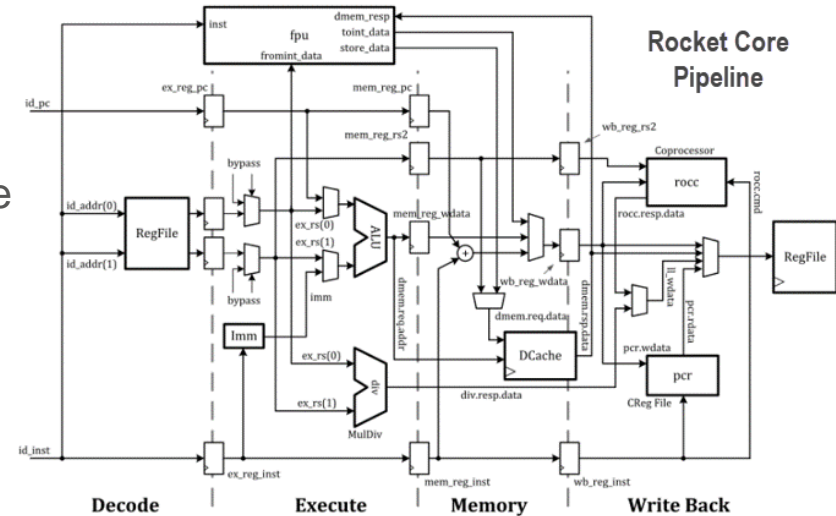 Rocket Core
Pipeline
e
inst
fpu
dmem_resp
toint_data
store_data
fromint_data
id_pc
ex_reg_pc
mem_reg_pc
mem_reg_rs2
wb_reg_rs2
Coprocessor
rocc
rocc.cmd
rocc.resp.data
bypass
id_addr(0)
RegFile
id_addr(1)
bypass
ex_rs(0)
ex_rs(1)
ALU
imm
mem_reg_wdata
+
wb_reg_wdata
RegFile
ll_wdata
Imm
dmem.req.addr
dmem.req.data
DCache
dmem.rsp.data
pcr.rdata
pcr.wdata
pcr
CReg File
ex_rs(0)
ex_rs(1)
div
MulDiv
div.resp.data
id_inst
ex_reg_inst
mem_reg_inst
wb_reg_inst
Decode
Execute
Memory
Write Back